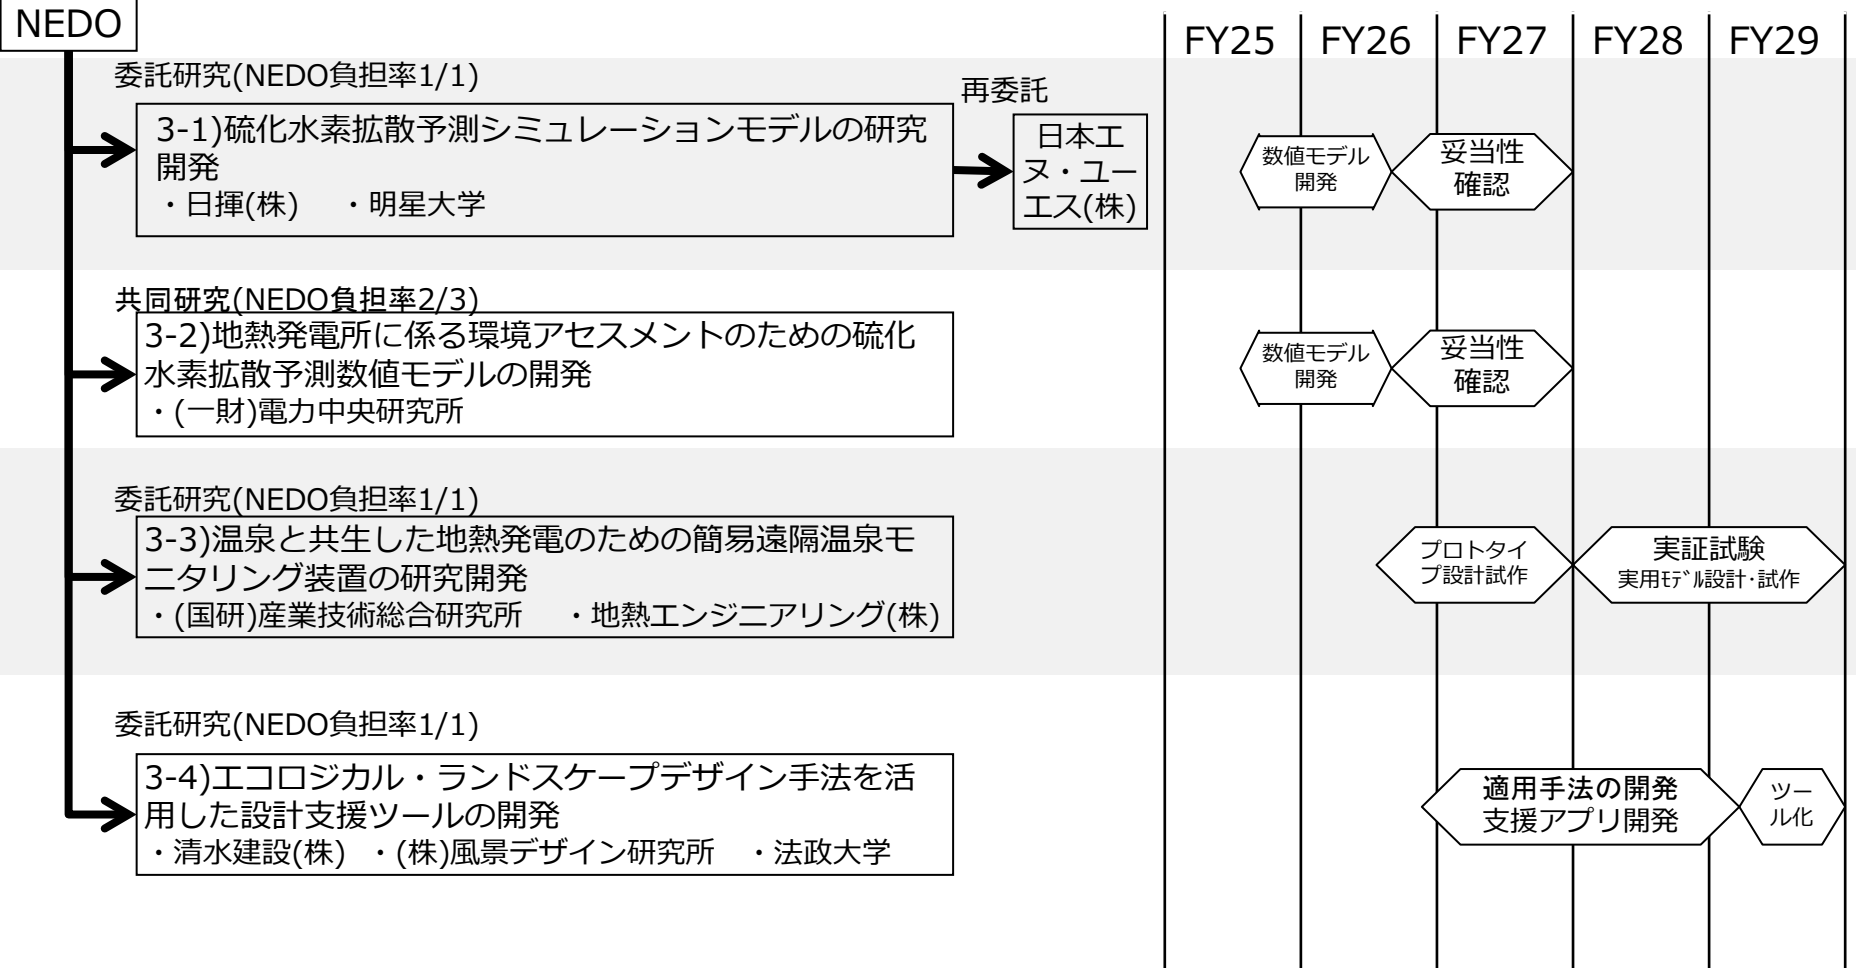 NEDO
FY25 FY26 FY27 FY28 FY29
委託研究(NEDO負担率1/1)
3-1)硫化水素拡散予測シミュレーションモデルの研究
開発
・日揮(株) ・明星大学
再委託
日本エ
ヌ・ユー
エス(株)
数値モデル
開発
妥当性
確認
共同研究(NEDO負担率2/3)
3-2)地熱発電所に係る環境アセスメントのための硫化
水素拡散予測数値モデルの開発
・(一財)電力中央研究所
数値モデル
開発
妥当性
確認
委託研究(NEDO負担率1/1)
3-3)温泉と共生した地熱発電のための簡易遠隔温泉モ
ニタリング装置の研究開発
・(国研)産業技術総合研究所 ・地熱エンジニアリング(株)
プロトタイ
プ設計試作
実証試験
実用ﾓﾃﾞﾙ設計･試作
委託研究(NEDO負担率1/1)
3-4)エコロジカル・ランドスケープデザイン手法を活
用した設計支援ツールの開発
・清水建設(株) ・(株)風景デザイン研究所 ・法政大学
適用手法の開発
支援アプリ開発
ツー
ル化